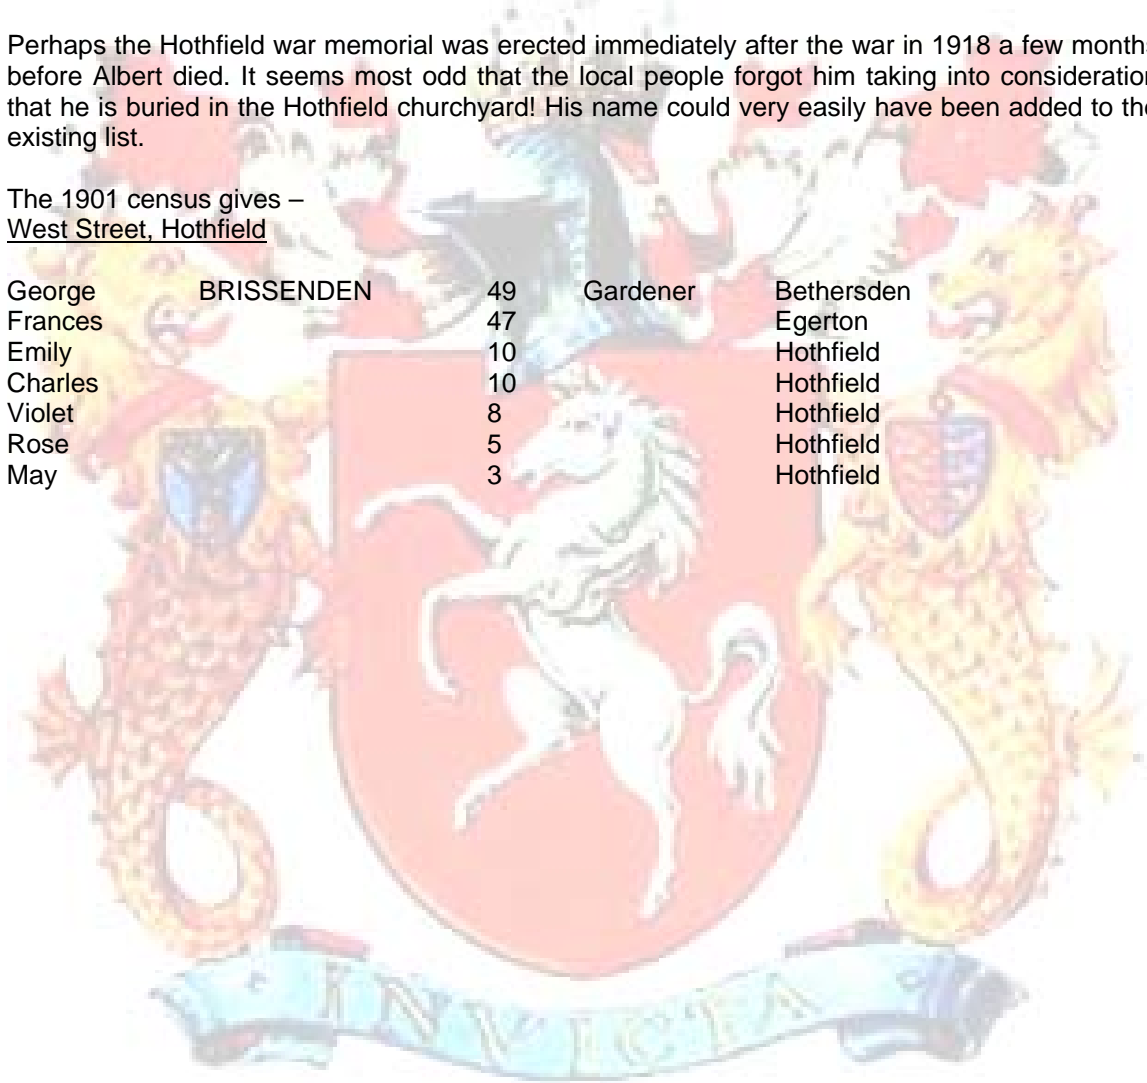 Perhaps the Hothfield war memorial was erected immediately after the war in 1918 a few month
before Albert died. It seems most odd that the local people forgot him taking into consideration
that he is buried in the Hothfield churchyard! His name could very easily have been added to the
existing list.
The 1901 census gives –
West Street, Hothfield
George BRISSENDEN 49 Gardener Bethersden
Frances 47 Egerton
Emily 10 Hothfield
Charles 10 Hothfield
Violet 8 Hothfield
Rose 5 Hothfield
May 3 Hothfield
INVICTA